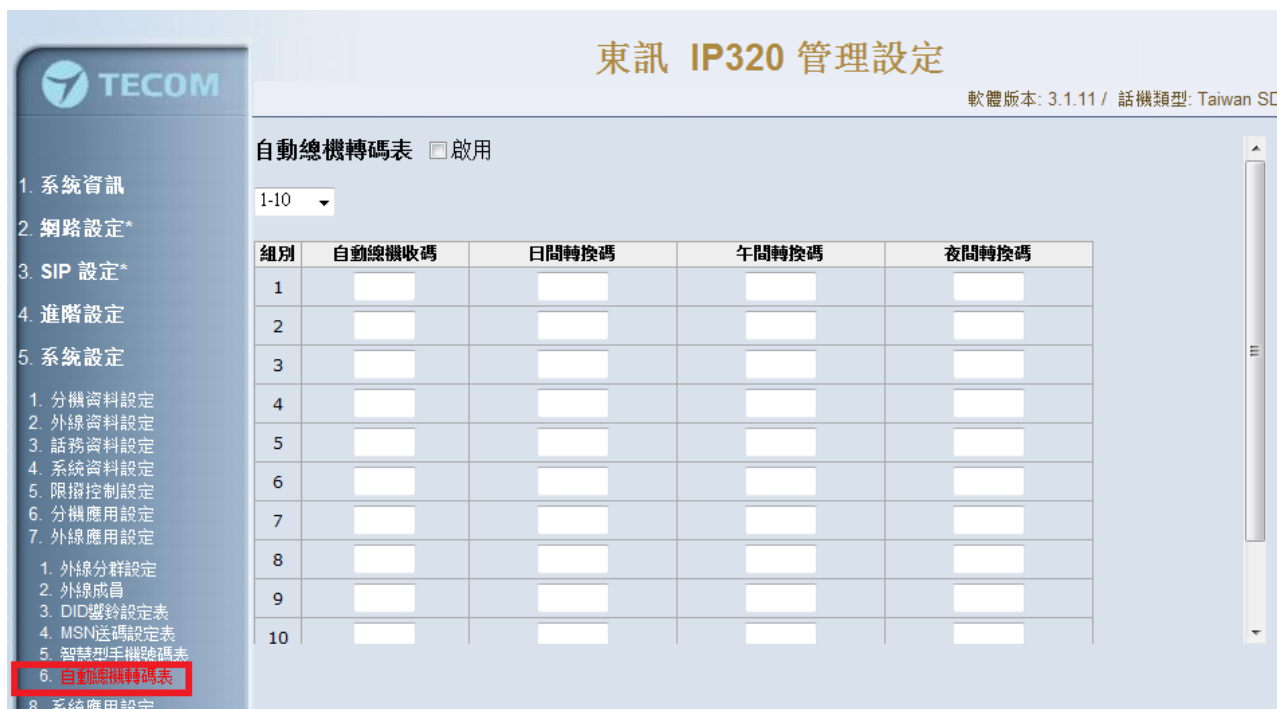 TECOM
東訊 IP320 管理設定
軟體版本: 3.1.11 / 話機類型: Taiwan SD
1. 系統資訊
2. 網路設定*
3. SIP 設定*
4. 進階設定
5. 系統設定
1. 分機資料設定
2. 外線資料設定
3. 話務資料設定
4. 系統資料設定
5. 限撥控制設定
6. 分機應用設定
7. 外線應用設定
1. 外線分群設定
2. 外線成員
3. DID響鈴設定表
4. MSN送碼設定表
5. 智慧型手機號碼表
6. 自動總機轉碼表
8. 系統應用設定
自動總機轉碼表 啟用
1-10
組別 自動總機收碼 日間轉換碼 午間轉換碼 夜間轉換碼
1
2
3
4
5
6
7
8
9
10